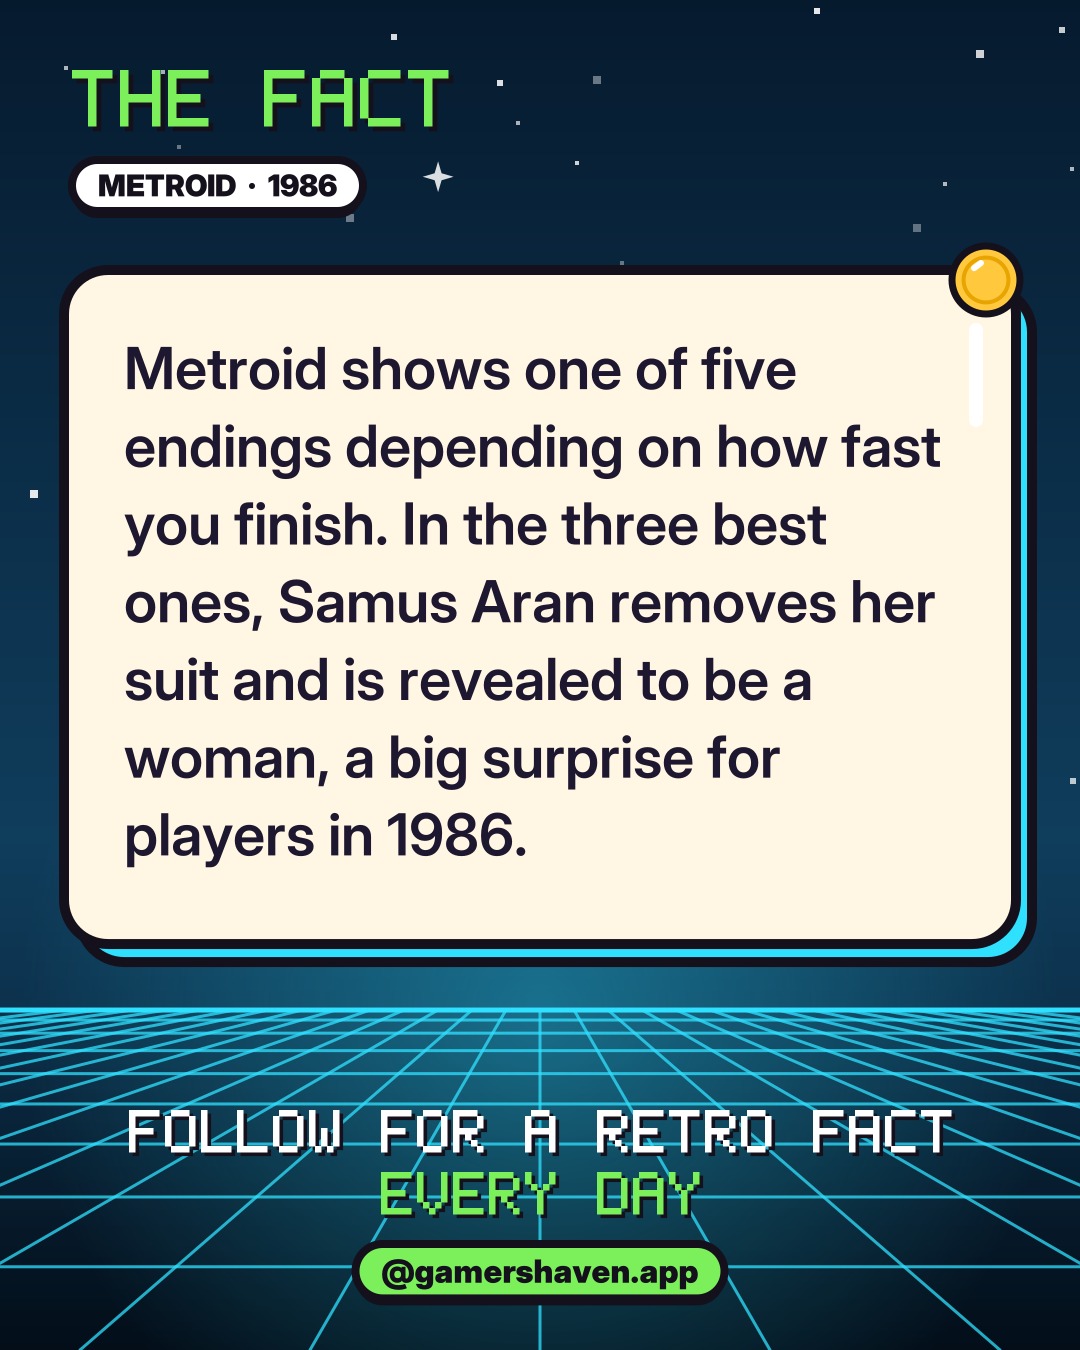 THE FACT
METROID · 1986
Metroid shows one of five
endings depending on how fast
you finish. In the three best
ones, Samus Aran removes her
suit and is revealed to be a
woman, a big surprise for
players in 1986.
FOLLOW FOR A RETRO FACT
EVERY DAY
@gamershaven.app